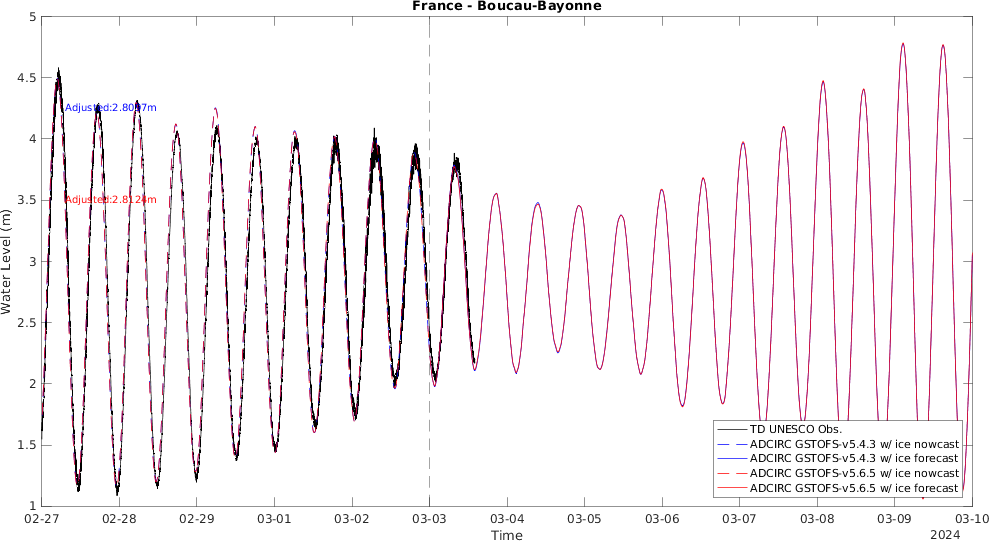 France - Boucau-Bayonne
Water Level (m)
5
4.5
4
3.5
3
2.5
2
1.5
1
Adjusted:2.8097m
Adjusted:2.8124m
TD UNESCO Obs.
ADCIRC GSTOFS-v5.4.3 w/ ice nowcast
ADCIRC GSTOFS-v5.4.3 w/ ice forecast
ADCIRC GSTOFS-v5.6.5 w/ ice nowcast
ADCIRC GSTOFS-v5.6.5 w/ ice forecast
02-27 02-28 02-29 03-01 03-02 03-03 03-04 03-05 03-06 03-07 03-08 03-09 03-10
Time
2024